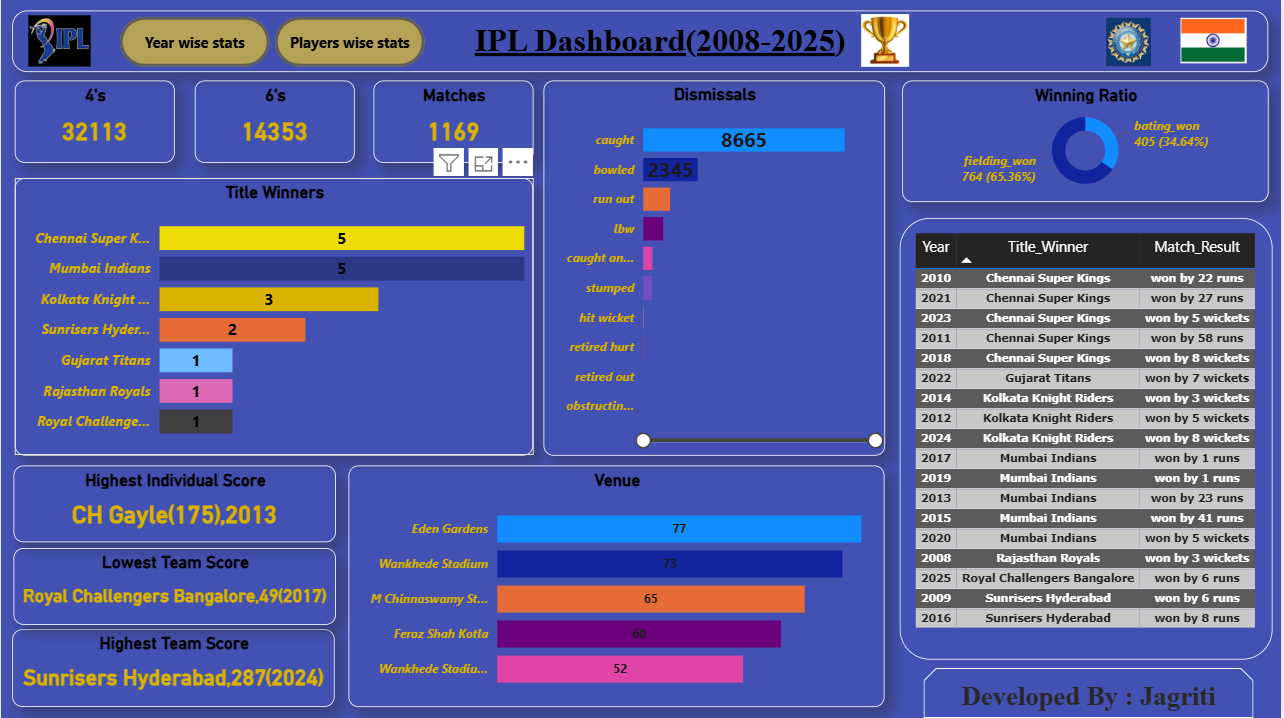 IPL
Year wise stats
Players wise stats
IPL Dashboard(2008-2025)
4's
32113
6's
14353
Matches
1169
Title Winners
Chennai Super K... 5
Mumbai Indians 5
Kolkata Knight ... 3
Sunrisers Hyder... 2
Gujarat Titans 1
Rajasthan Royals 1
Royal Challenge... 1
Dismissals
caught 8665
bowled 2345
run out
lbw
caught an...
stumped
hit wicket
retired hurt
retired out
obstructin...
Winning Ratio
bating_won
405 (34.64%)
fielding_won
764 (65.36%)
Year Title_Winner Match_Result
2010 Chennai Super Kings won by 22 runs
2021 Chennai Super Kings won by 27 runs
2023 Chennai Super Kings won by 5 wickets
2011 Chennai Super Kings won by 58 runs
2018 Chennai Super Kings won by 8 wickets
2022 Gujarat Titans won by 7 wickets
2014 Kolkata Knight Riders won by 3 wickets
2012 Kolkata Knight Riders won by 5 wickets
2024 Kolkata Knight Riders won by 8 wickets
2017 Mumbai Indians won by 1 runs
2019 Mumbai Indians won by 1 runs
2013 Mumbai Indians won by 23 runs
2015 Mumbai Indians won by 41 runs
2020 Mumbai Indians won by 5 wickets
2008 Rajasthan Royals won by 3 wickets
2025 Royal Challengers Bangalore won by 6 runs
2009 Sunrisers Hyderabad won by 6 runs
2016 Sunrisers Hyderabad won by 8 runs
Highest Individual Score
CH Gayle(175),2013
Lowest Team Score
Royal Challengers Bangalore,49(2017)
Highest Team Score
Sunrisers Hyderabad,287(2024)
Venue
Eden Gardens 77
Wankhede Stadium 73
M Chinnaswamy St... 65
Feroz Shah Kotla 60
Wankhede Stadiu... 52
Developed By : Jagriti